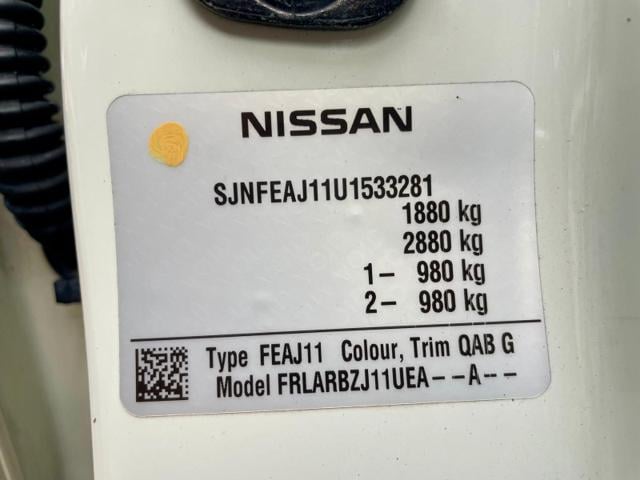 NISSAN
SJNFEAJ11U1533281
1880 kg
2880 kg
1- 980 kg
2- 980 kg
Type FEAJ11 Colour, Trim QAB G
Model FRLARBZJ11UEA--A--